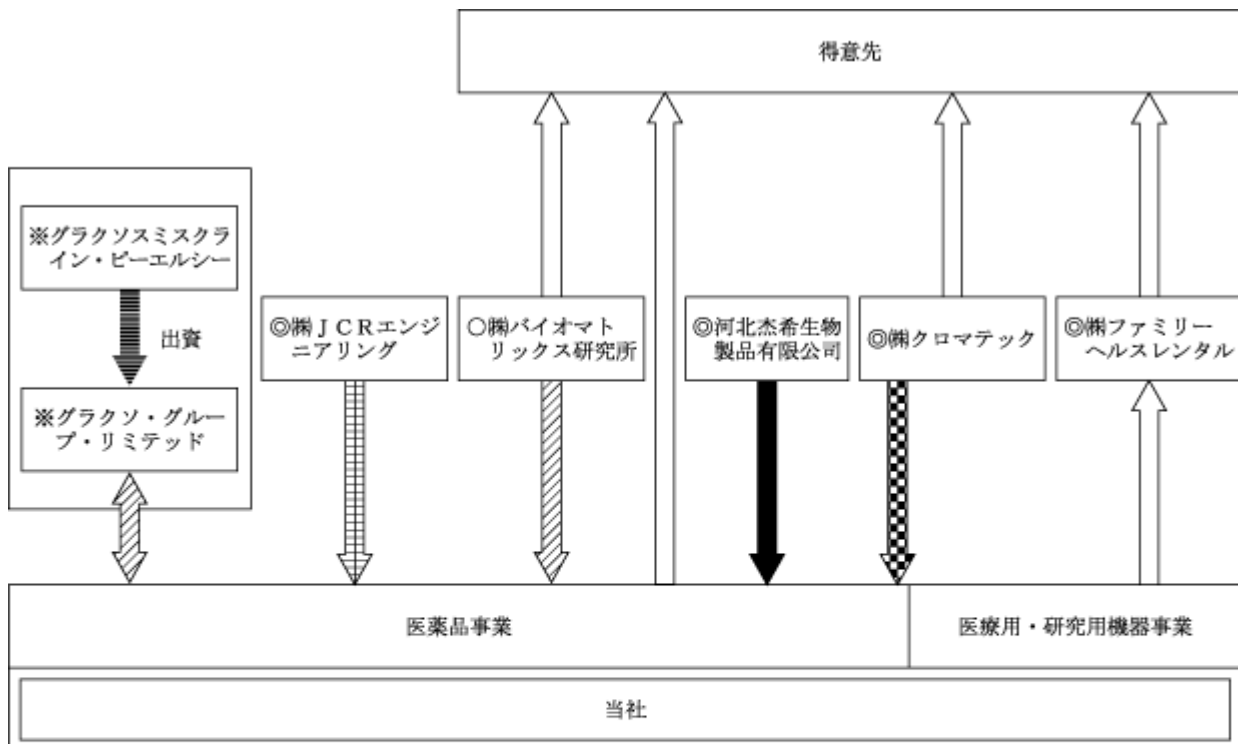 得意先
※グラクソスミスクラ
イン・ピーエルシー
出資
※グラクソ・グルー
プ・リミテッド
◎㈱ＪＣＲエンジ
ニアリング
○㈱バイオマト
リックス研究所
◎河北杰希生物
製品有限公司
◎㈱クロマテック
◎㈱ファミリー
ヘルスレンタル
医薬品事業
医療用・研究用機器事業
当社